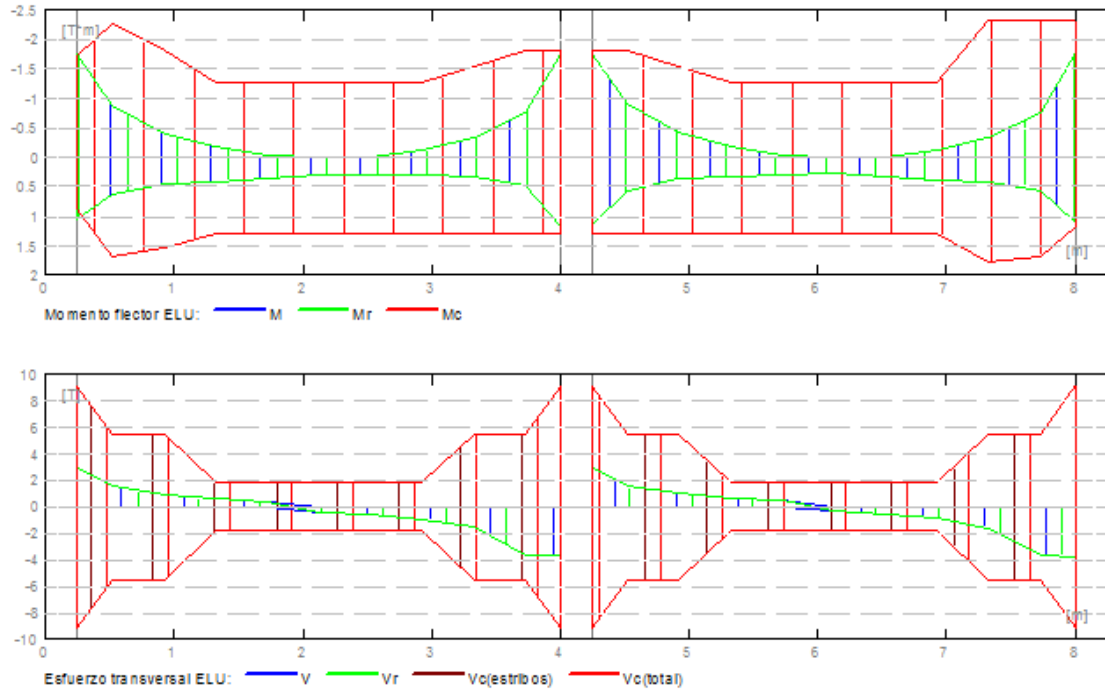 -2.5
[T*m]
-2
-1.5
-1
-0.5
0
0.5
1
1.5
2
[m]
0 1 2 3 4 5 6 7 8
Momento flector ELU: M Mr Mc
10
[T]
8
6
4
2
0
-2
-4
-6
-8
[m]
-10
0 1 2 3 4 5 6 7 8
Esfuerzo transversal ELU: V Vr Vc(estribos) Vc(total)